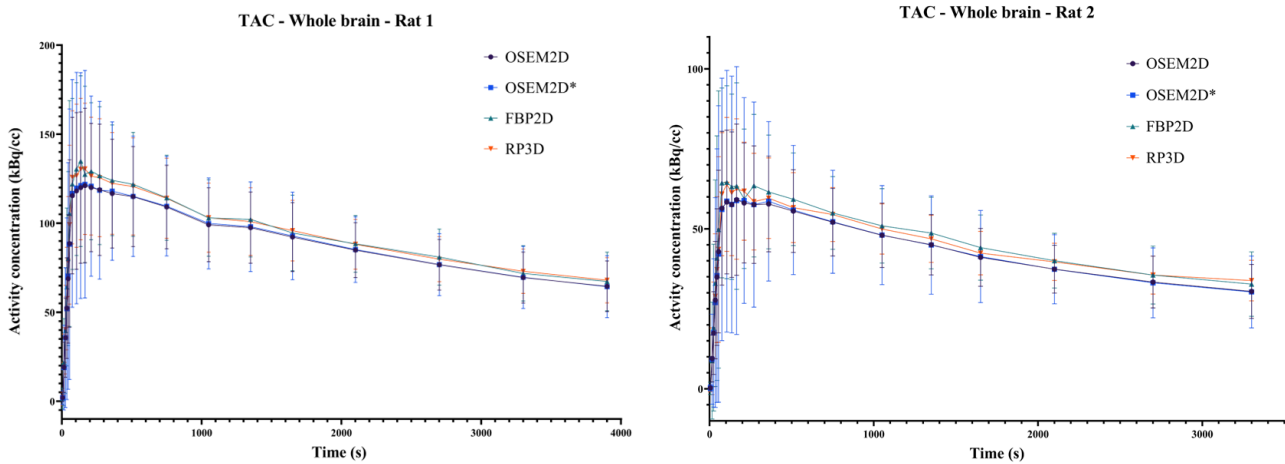 TAC - Whole brain - Rat 1
Activity concentration (kBq/cc)
200
150
100
50
0
OSEM2D
OSEM2D*
FBP2D
RP3D
0 1000 2000 3000 4000
Time (s)
TAC - Whole brain - Rat 2
Actvity concentration (kBq/cc)
100
50
0
OSEM2D
OSEM2D*
FBP2D
RP3D
0 1000 2000 3000
Time (s)